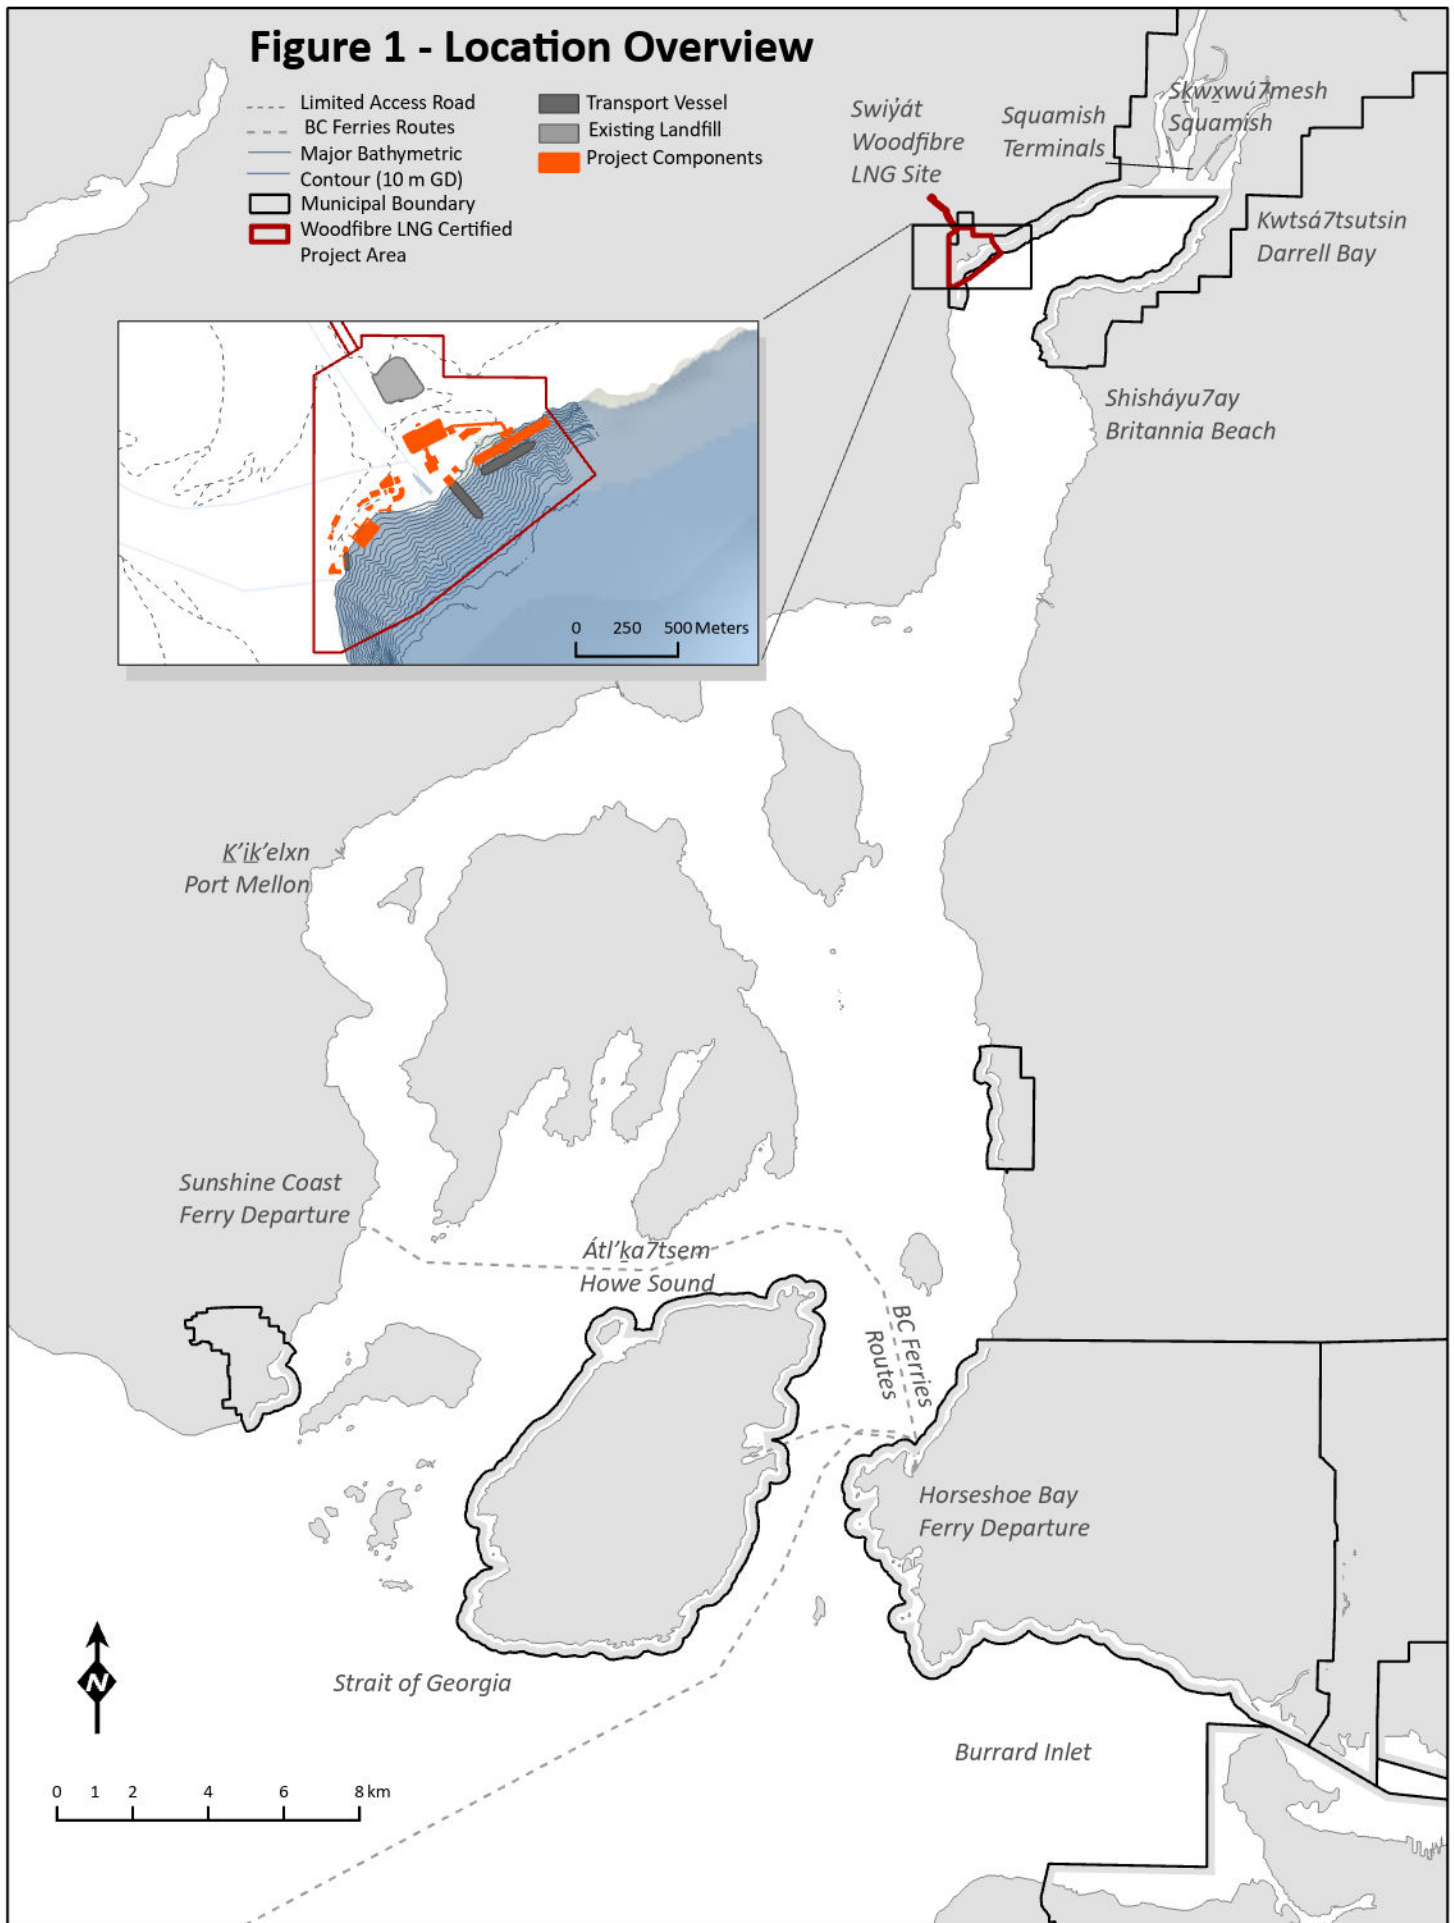 Figure 1 - Location Overview
Limited Access Road
BC Ferries Routes
Major Bathymetric
Contour (10 m GD)
Municipal Boundary
Woodfibre LNG Certified
Project Area
Transport Vessel
Existing Landfill
Project Components
Swiy̓át
Woodfibre
LNG Site
Squamish
Terminals
Sḵwx̱wú7mesh
Squamish
Kwtsá7tsutsin
Darrell Bay
Shisháyu7ay
Britannia Beach
0 250 500 Meters
Ḵ'iḵ'elxn
Port Mellon
Sunshine Coast
Ferry Departure
Átl'ḵa7tsem
Howe Sound
BC Ferries
Routes
Horseshoe Bay
Ferry Departure
Strait of Georgia
N
Burrard Inlet
0 1 2 4 6 8 km